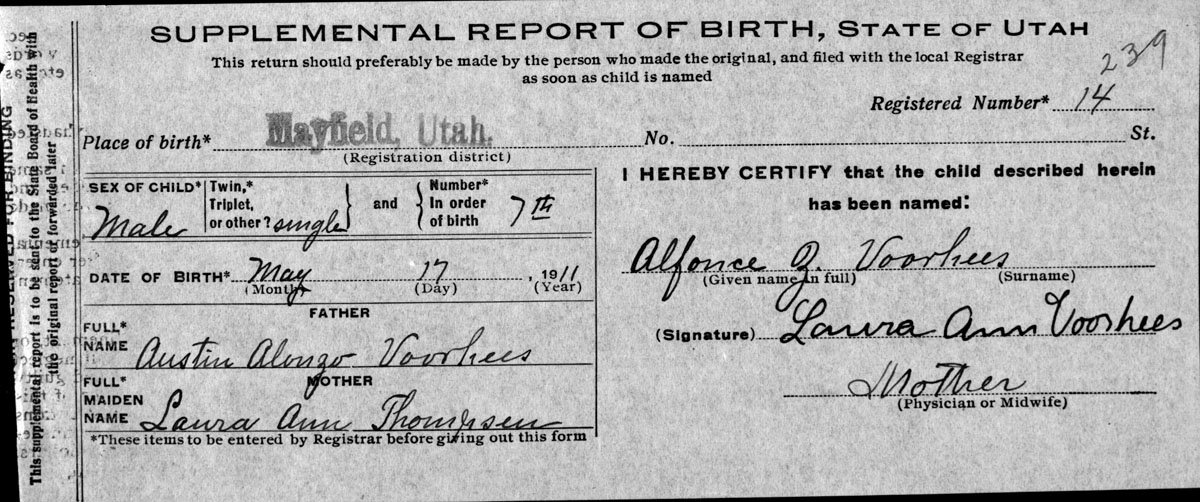 SUPPLEMENTAL REPORT OF BIRTH, STATE OF UTAH
This return should preferably be made by the person who made the original, and filed with the local Registrar
as soon as child is named
239
Registered Number* 14
Place of birth* Mayfield, Utah. No. St.
(Registration district)
SEX OF CHILD* Male
Twin,* Triplet, or other? single
and
Number* in order of birth 7th
DATE OF BIRTH* May 17, 1911
(Month) (Day) (Year)
FATHER
FULL* NAME Austin Alonzo Voorhees
MOTHER
FULL* MAIDEN NAME Laura Ann Thompsen
*These items to be entered by Registrar before giving out this form
I HEREBY CERTIFY that the child described herein
has been named:
Alfonce Z. Voorhees
(Given name in full) (Surname)
(Signature) Laura Ann Voorhees
Mother
(Physician or Midwife)
RESERVED FOR BINDING
This supplemental report is to be sent to the State Board of Health with
the original report or forwarded later